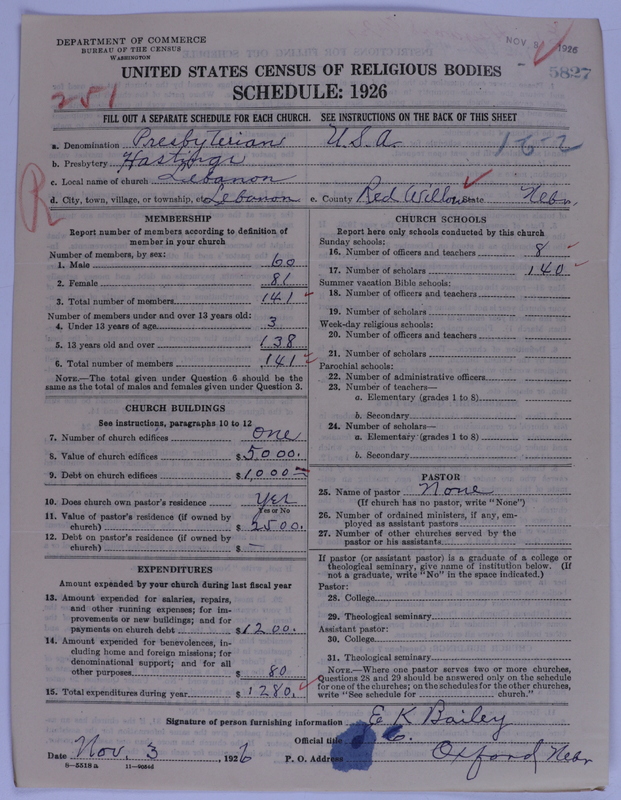 DEPARTMENT OF COMMERCE
BUREAU OF THE CENSUS
WASHINGTON
NOV 8 1926
5827
UNITED STATES CENSUS OF RELIGIOUS BODIES
SCHEDULE: 1926
251
FILL OUT A SEPARATE SCHEDULE FOR EACH CHURCH. SEE INSTRUCTIONS ON THE BACK OF THIS SHEET
a. Denomination Presbyterian U.S.A. 16-2
b. Presbytery Hastings
c. Local name of church Lebanon
R
d. City, town, village, or township, etc. Lebanon e. County Red Willow State Nebr.
MEMBERSHIP
Report number of members according to definition of
member in your church
Number of members, by sex:
1. Male 60
2. Female 81
3. Total number of members 141
Number of members under and over 13 years old:
4. Under 13 years of age 3
5. 13 years old and over 138
6. Total number of members 141
NOTE.—The total given under Question 6 should be the
same as the total of males and females given under Question 3.
CHURCH BUILDINGS
See instructions, paragraphs 10 to 12
7. Number of church edifices One
8. Value of church edifices $5000.
9. Debt on church edifices $1000
10. Does church own pastor's residence Yes
Yes or No
11. Value of pastor's residence (if owned by
church) $2500.
12. Debt on pastor's residence (if owned by
church) $ —
EXPENDITURES
Amount expended by your church during last fiscal year
13. Amount expended for salaries, repairs,
and other running expenses; for im-
provements or new buildings; and for
payments on church debt $1200.
14. Amount expended for benevolences, in-
cluding home and foreign missions; for
denominational support; and for all
other purposes $ 80
15. Total expenditures during year $1280.
CHURCH SCHOOLS
Report here only schools conducted by this church
Sunday schools:
16. Number of officers and teachers 8
17. Number of scholars 140
Summer vacation Bible schools:
18. Number of officers and teachers
19. Number of scholars
Week-day religious schools:
20. Number of officers and teachers
21. Number of scholars
Parochial schools:
22. Number of administrative officers
23. Number of teachers—
a. Elementary (grades 1 to 8)
b. Secondary
24. Number of scholars—
a. Elementary (grades 1 to 8)
b. Secondary
PASTOR
25. Name of pastor None
(If church has no pastor, write "None")
26. Number of ordained ministers, if any, em-
ployed as assistant pastors
27. Number of other churches served by the
pastor or his assistants
If pastor (or assistant pastor) is a graduate of a college or
theological seminary, give name of institution below. (If
not a graduate, write "No" in the space indicated.)
Pastor:
28. College
29. Theological seminary
Assistant pastor:
30. College
31. Theological seminary
NOTE.—Where one pastor serves two or more churches,
Questions 28 and 29 should be answered only on the schedule
for one of the churches; on the schedules for the other churches,
write "See schedule for church."
Signature of person furnishing information E K Bailey
Official title
Date Nov. 3, 1926 P. O. Address Oxford Nebr
8—5518 a